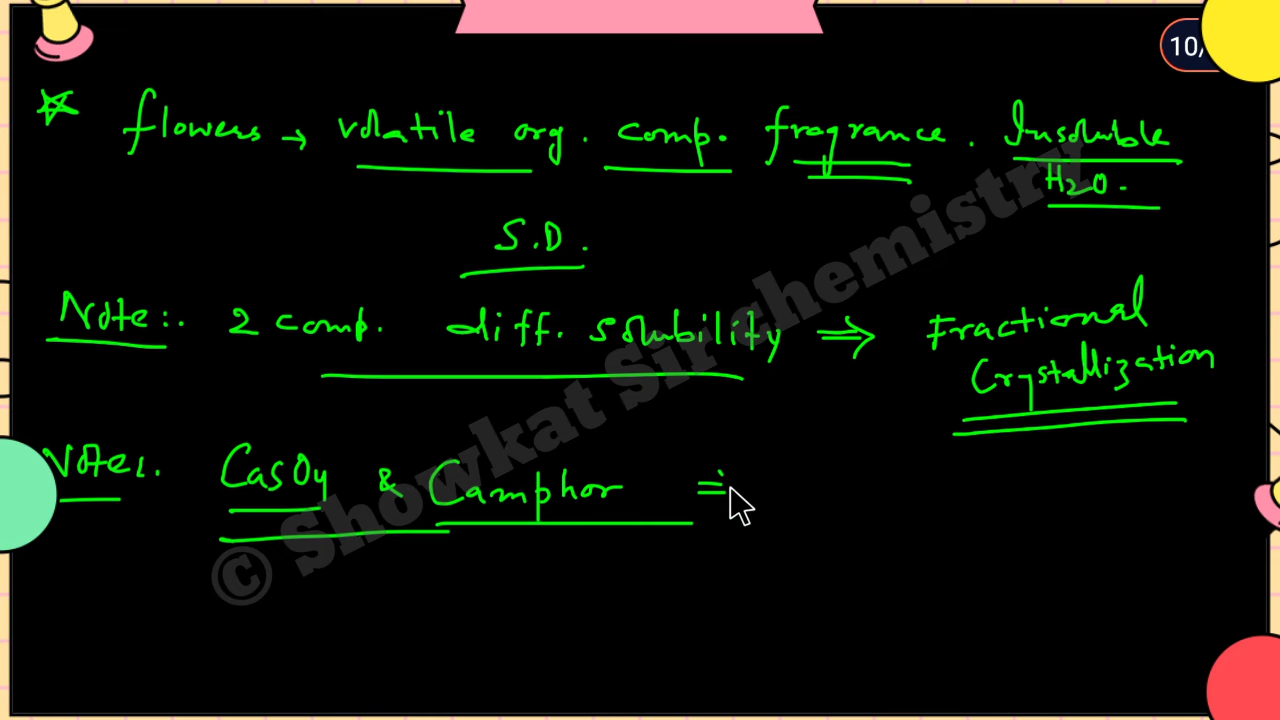 10/
☆ flowers → volatile org. comp. fragrance. Insoluble
H2O.
S.D.
Note:. 2 comp. diff. solubility ⇒ Fractional
Crystallization
Note:. CaSO4 & Camphor =
© Showkat Sir chemistry